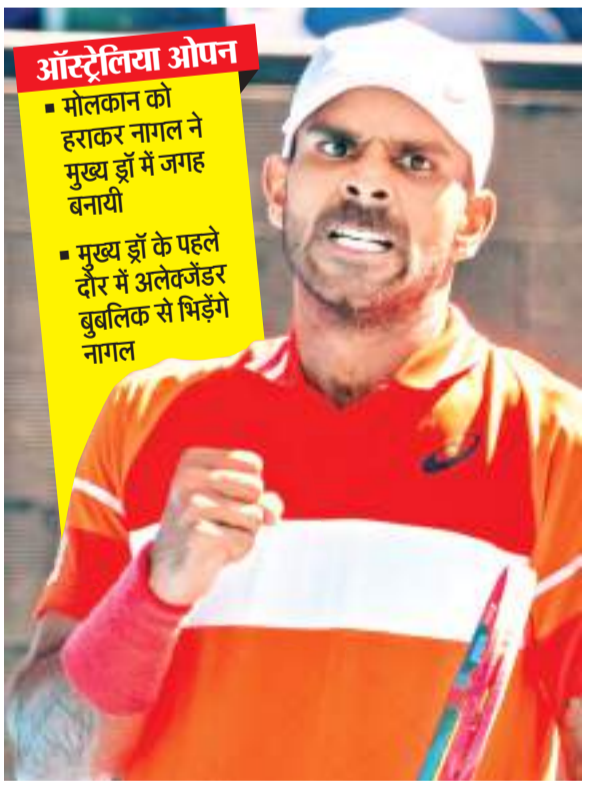 ऑस्ट्रेलिया ओपन
▪ मोलकान को
हराकर नागल ने
मुख्य ड्रॉ में जगह
बनायी
▪ मुख्य ड्रॉ के पहले
दौर में अलेक्जेंडर
बुबलिक से भिड़ेंगे
नागल